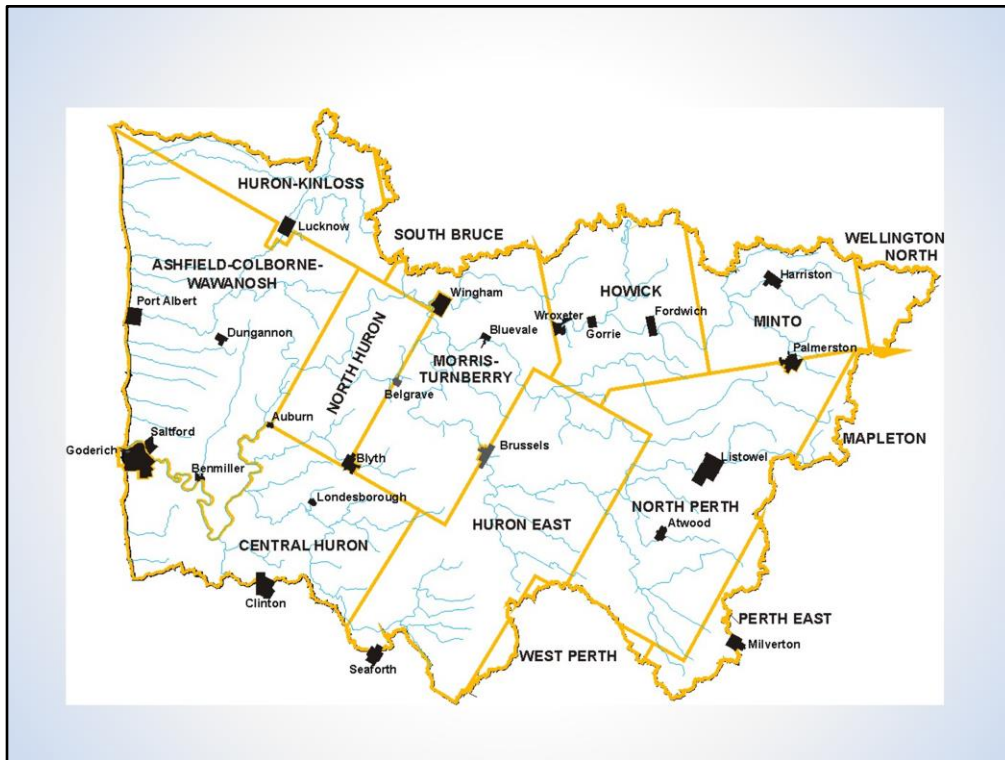 HURON-KINLOSS
Lucknow
SOUTH BRUCE
WELLINGTON
NORTH
ASHFIELD-COLBORNE-
WAWANOSH
Harriston
Port Albert
Wingham
HOWICK
Fordwich
Wroxeter
Gorrie
MINTO
Dungannon
Bluevale
NORTH HURON
MORRIS-
TURNBERRY
Palmerston
Belgrave
Auburn
Saltford
Goderich
Brussels
MAPLETON
Blyth
Listowel
Benmiller
Londesborough
NORTH PERTH
HURON EAST
Atwood
CENTRAL HURON
Clinton
PERTH EAST
Milverton
WEST PERTH
Seaforth